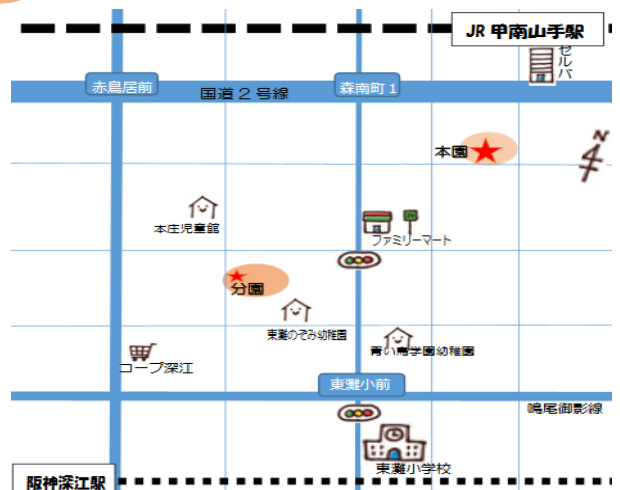 JR 甲南山手駅
セルバ
赤鳥居前
国道２号線
森南町１
本園
N
本庄児童館
ファミリーマート
分園
東灘のぞみ幼稚園
青い鳥学園幼稚園
コープ深江
東灘小前
鳴尾御影線
東灘小学校
阪神深江駅